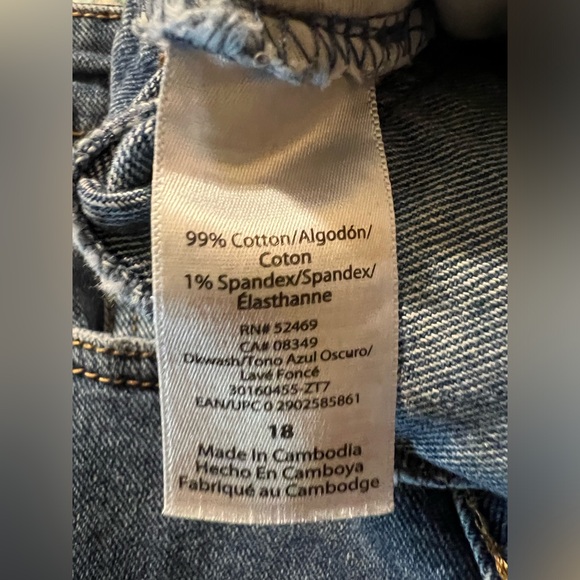 99% Cotton/Algodón/
Coton
1% Spandex/Spandex/
Élasthanne
RN# 52469
CA# 08349
Dkwash/Tono Azul Oscuro/
Lavé Foncé
30160455-ZT7
EAN/UPC 0 2902585861
18
Made In Cambodia
Hecho En Camboya
Fabriqué au Cambodge